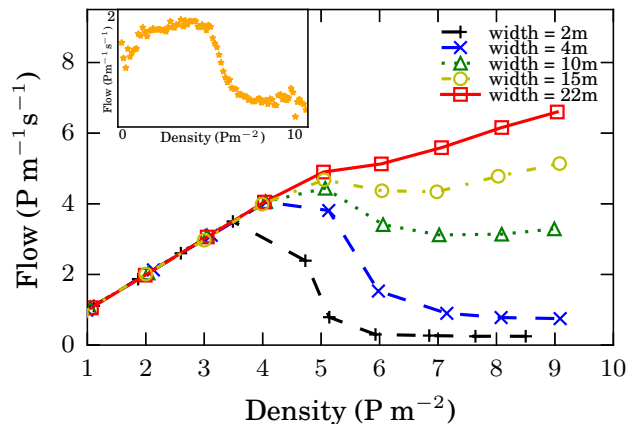 8
6
4
2
0
Flow (P m⁻¹s⁻¹)
1 2 3 4 5 6 7 8 9 10
Density (P m⁻²)
2
Flow (Pm⁻¹s⁻¹)
0 10
Density (Pm⁻²)
width = 2m
width = 4m
width = 10m
width = 15m
width = 22m